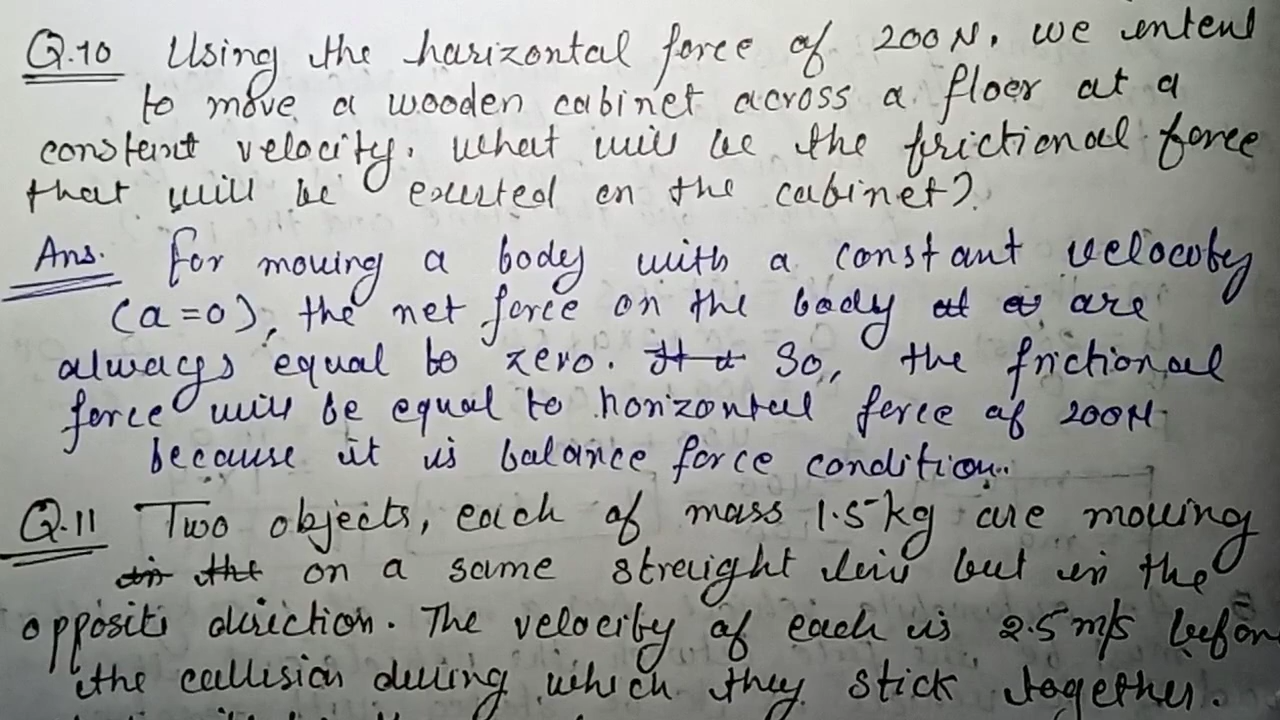 Q.10 Using the harizontal force of 200N, we intend
to move a wooden cabinet across a floor at a
constant velocity. What will be the frictional force
that will be exerted on the cabinet?
Ans. For moving a body with a constant velocoty
(a=0), the net force on the body are
always equal to zero. So, the frictional
force will be equal to horizontal force of 200N
because it is balance force condition.
Q.11 Two objects, each of mass 1.5 kg are moving
on a same straight line but in the
opposite direction. The velocity of each is 2.5 m/s before
the collision during which they stick together.